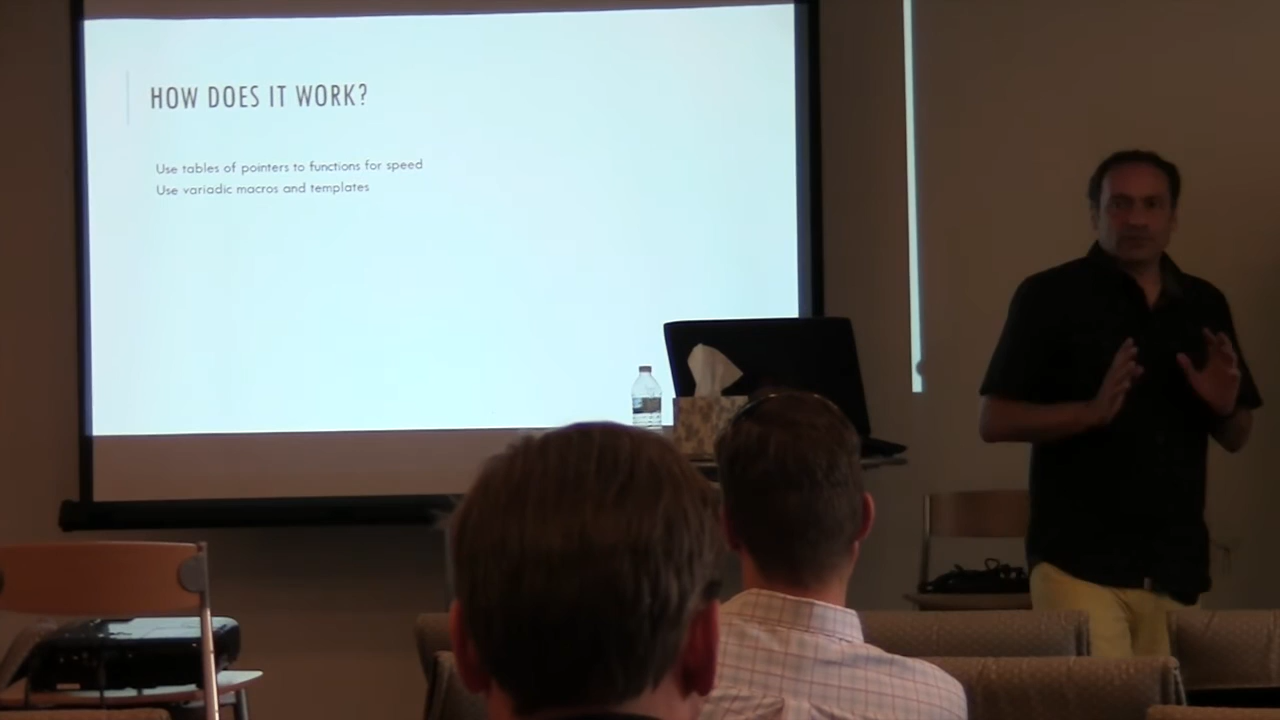 HOW DOES IT WORK?
Use tables of pointers to functions for speed
Use variadic macros and templates